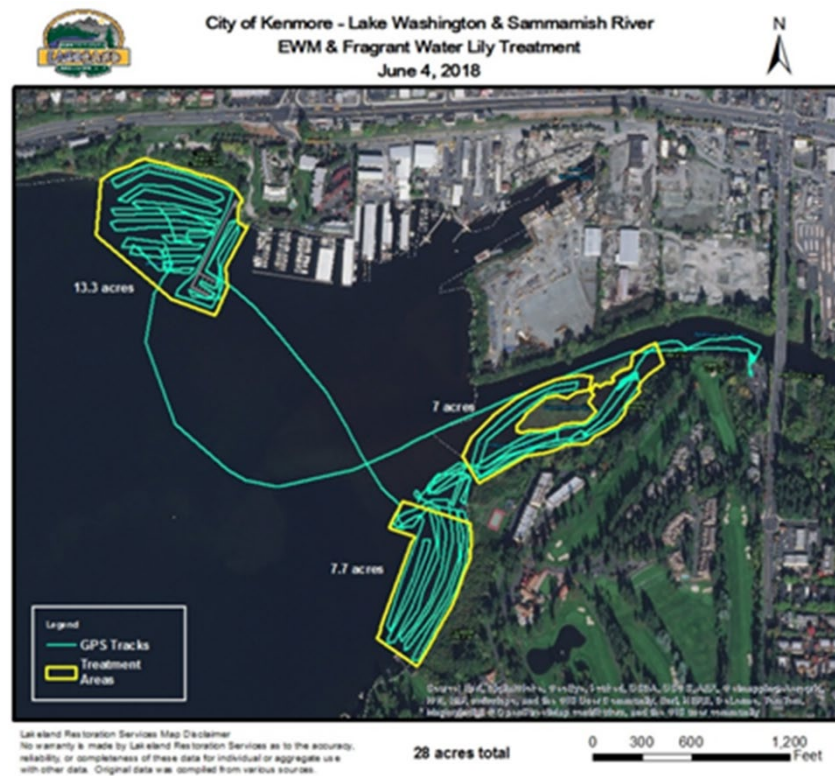 City of Kenmore - Lake Washington & Sammamish River
EWM & Fragrant Water Lily Treatment
June 4, 2018
N
13.3 acres
7 acres
7.7 acres
Legend
GPS Tracks
Treatment
Areas
Lakeland Restoration Services Map Disclaimer
No warranty is made by Lakeland Restoration Services as to the accuracy,
reliability, or completeness of these data for individual or aggregate use
with other data. Original data was compiled from various sources.
28 acres total
0 300 600 1,200
Feet